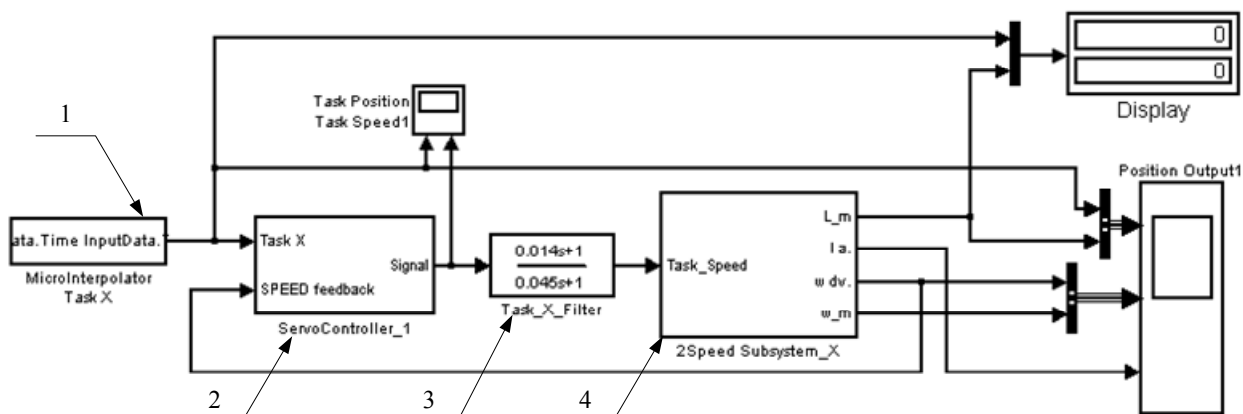 0
0
Display
Task Position
Task Speed1
1
Position Output1
ata.Time InputData.
MicroInterpolator
Task X
Task X
Signal
SPEED feedback
ServoController_1
0.014s+1
0.045s+1
Task_X_Filter
Task_Speed
L_m
I a.
w dv.
w_m
2Speed Subsystem_X
2
3
4